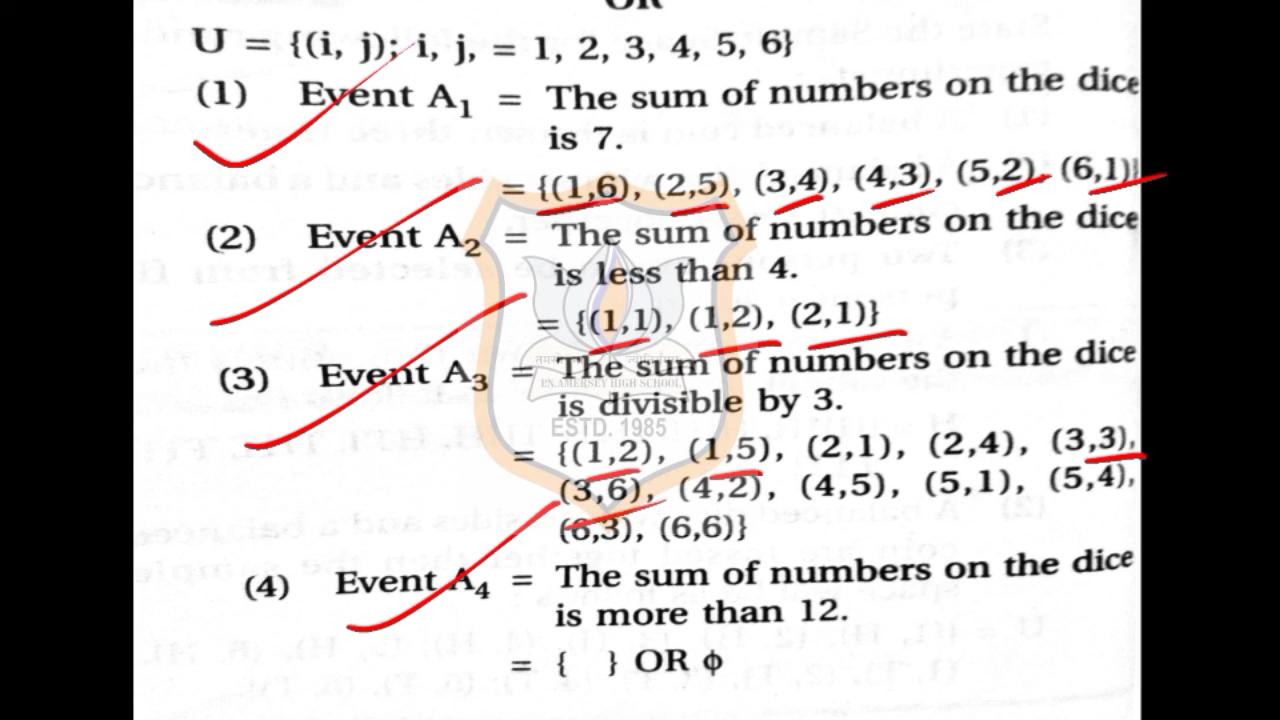 OR
U = {(i, j); i, j, = 1, 2, 3, 4, 5, 6}
(1) Event A₁ = The sum of numbers on the dice
is 7.
= {(1,6), (2,5), (3,4), (4,3), (5,2), (6,1)}
(2) Event A₂ = The sum of numbers on the dice
is less than 4.
= {(1,1), (1,2), (2,1)}
(3) Event A₃ = The sum of numbers on the dice
P.N.AMERSEY HIGH SCHOOL
is divisible by 3.
ESTD. 1985
= {(1,2), (1,5), (2,1), (2,4), (3,3),
(3,6), (4,2), (4,5), (5,1), (5,4),
(6,3), (6,6)}
(4) Event A₄ = The sum of numbers on the dice
is more than 12.
= { } OR ϕ